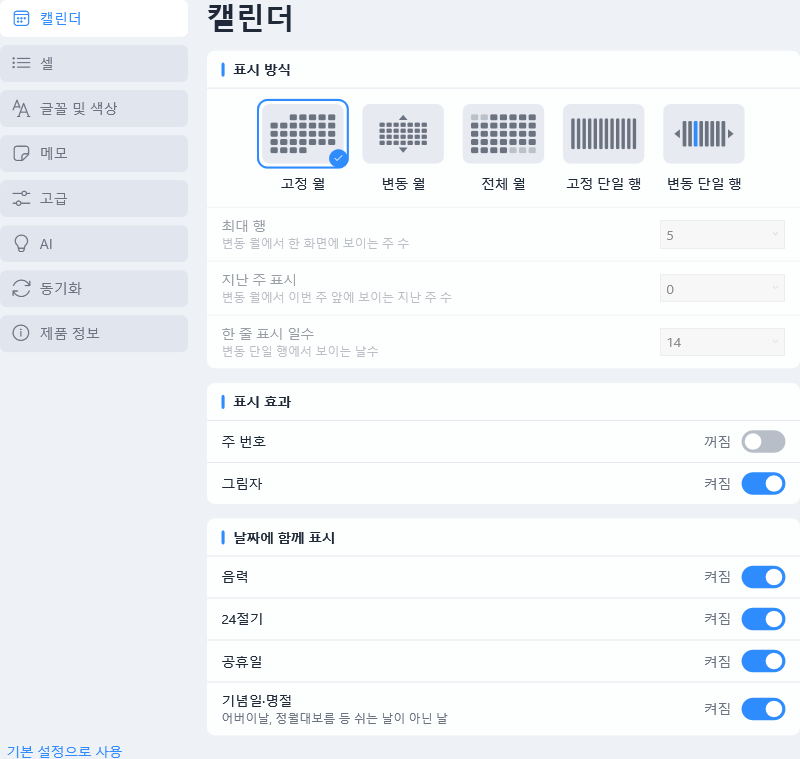 캘린더
셀
글꼴 및 색상
메모
고급
AI
동기화
제품 정보
기본 설정으로 사용
캘린더
표시 방식
고정 월
변동 월
전체 월
고정 단일 행
변동 단일 행
최대 행
변동 월에서 한 화면에 보이는 주 수
5
지난 주 표시
변동 월에서 이번 주 앞에 보이는 지난 주 수
0
한 줄 표시 일수
변동 단일 행에서 보이는 날수
14
표시 효과
주 번호
꺼짐
그림자
켜짐
날짜에 함께 표시
음력
켜짐
24절기
켜짐
공휴일
켜짐
기념일·명절
어버이날, 정월대보름 등 쉬는 날이 아닌 날
켜짐